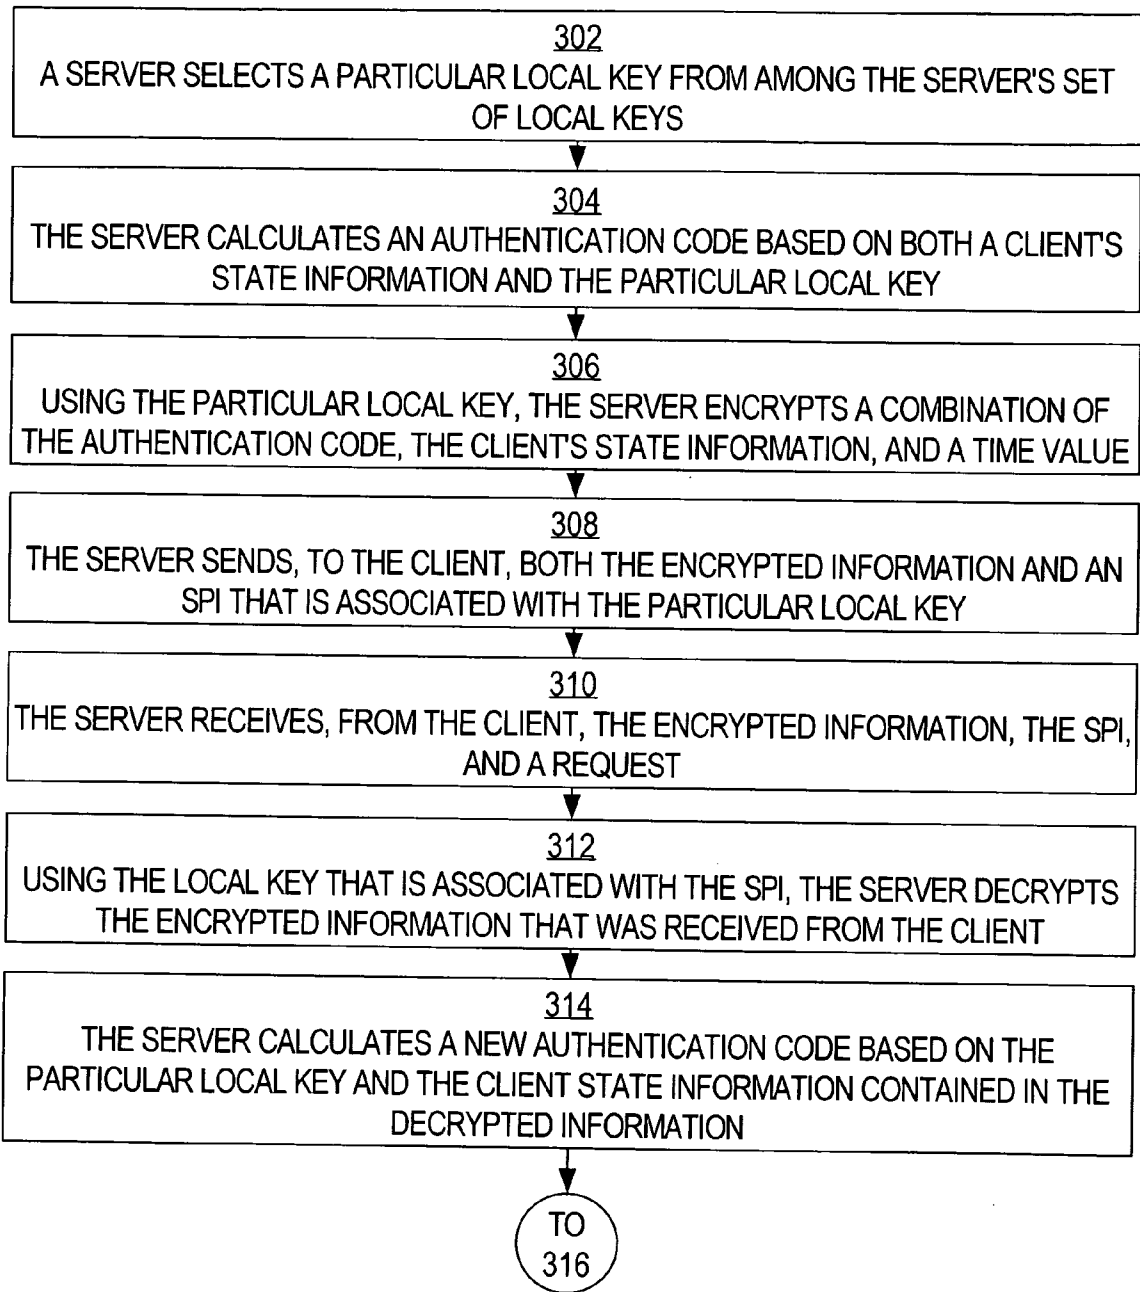 302
A SERVER SELECTS A PARTICULAR LOCAL KEY FROM AMONG THE SERVER'S SET
OF LOCAL KEYS
304
THE SERVER CALCULATES AN AUTHENTICATION CODE BASED ON BOTH A CLIENT'S
STATE INFORMATION AND THE PARTICULAR LOCAL KEY
306
USING THE PARTICULAR LOCAL KEY, THE SERVER ENCRYPTS A COMBINATION OF
THE AUTHENTICATION CODE, THE CLIENT'S STATE INFORMATION, AND A TIME VALUE
308
THE SERVER SENDS, TO THE CLIENT, BOTH THE ENCRYPTED INFORMATION AND AN
SPI THAT IS ASSOCIATED WITH THE PARTICULAR LOCAL KEY
310
THE SERVER RECEIVES, FROM THE CLIENT, THE ENCRYPTED INFORMATION, THE SPI,
AND A REQUEST
312
USING THE LOCAL KEY THAT IS ASSOCIATED WITH THE SPI, THE SERVER DECRYPTS
THE ENCRYPTED INFORMATION THAT WAS RECEIVED FROM THE CLIENT
314
THE SERVER CALCULATES A NEW AUTHENTICATION CODE BASED ON THE
PARTICULAR LOCAL KEY AND THE CLIENT STATE INFORMATION CONTAINED IN THE
DECRYPTED INFORMATION
TO
316